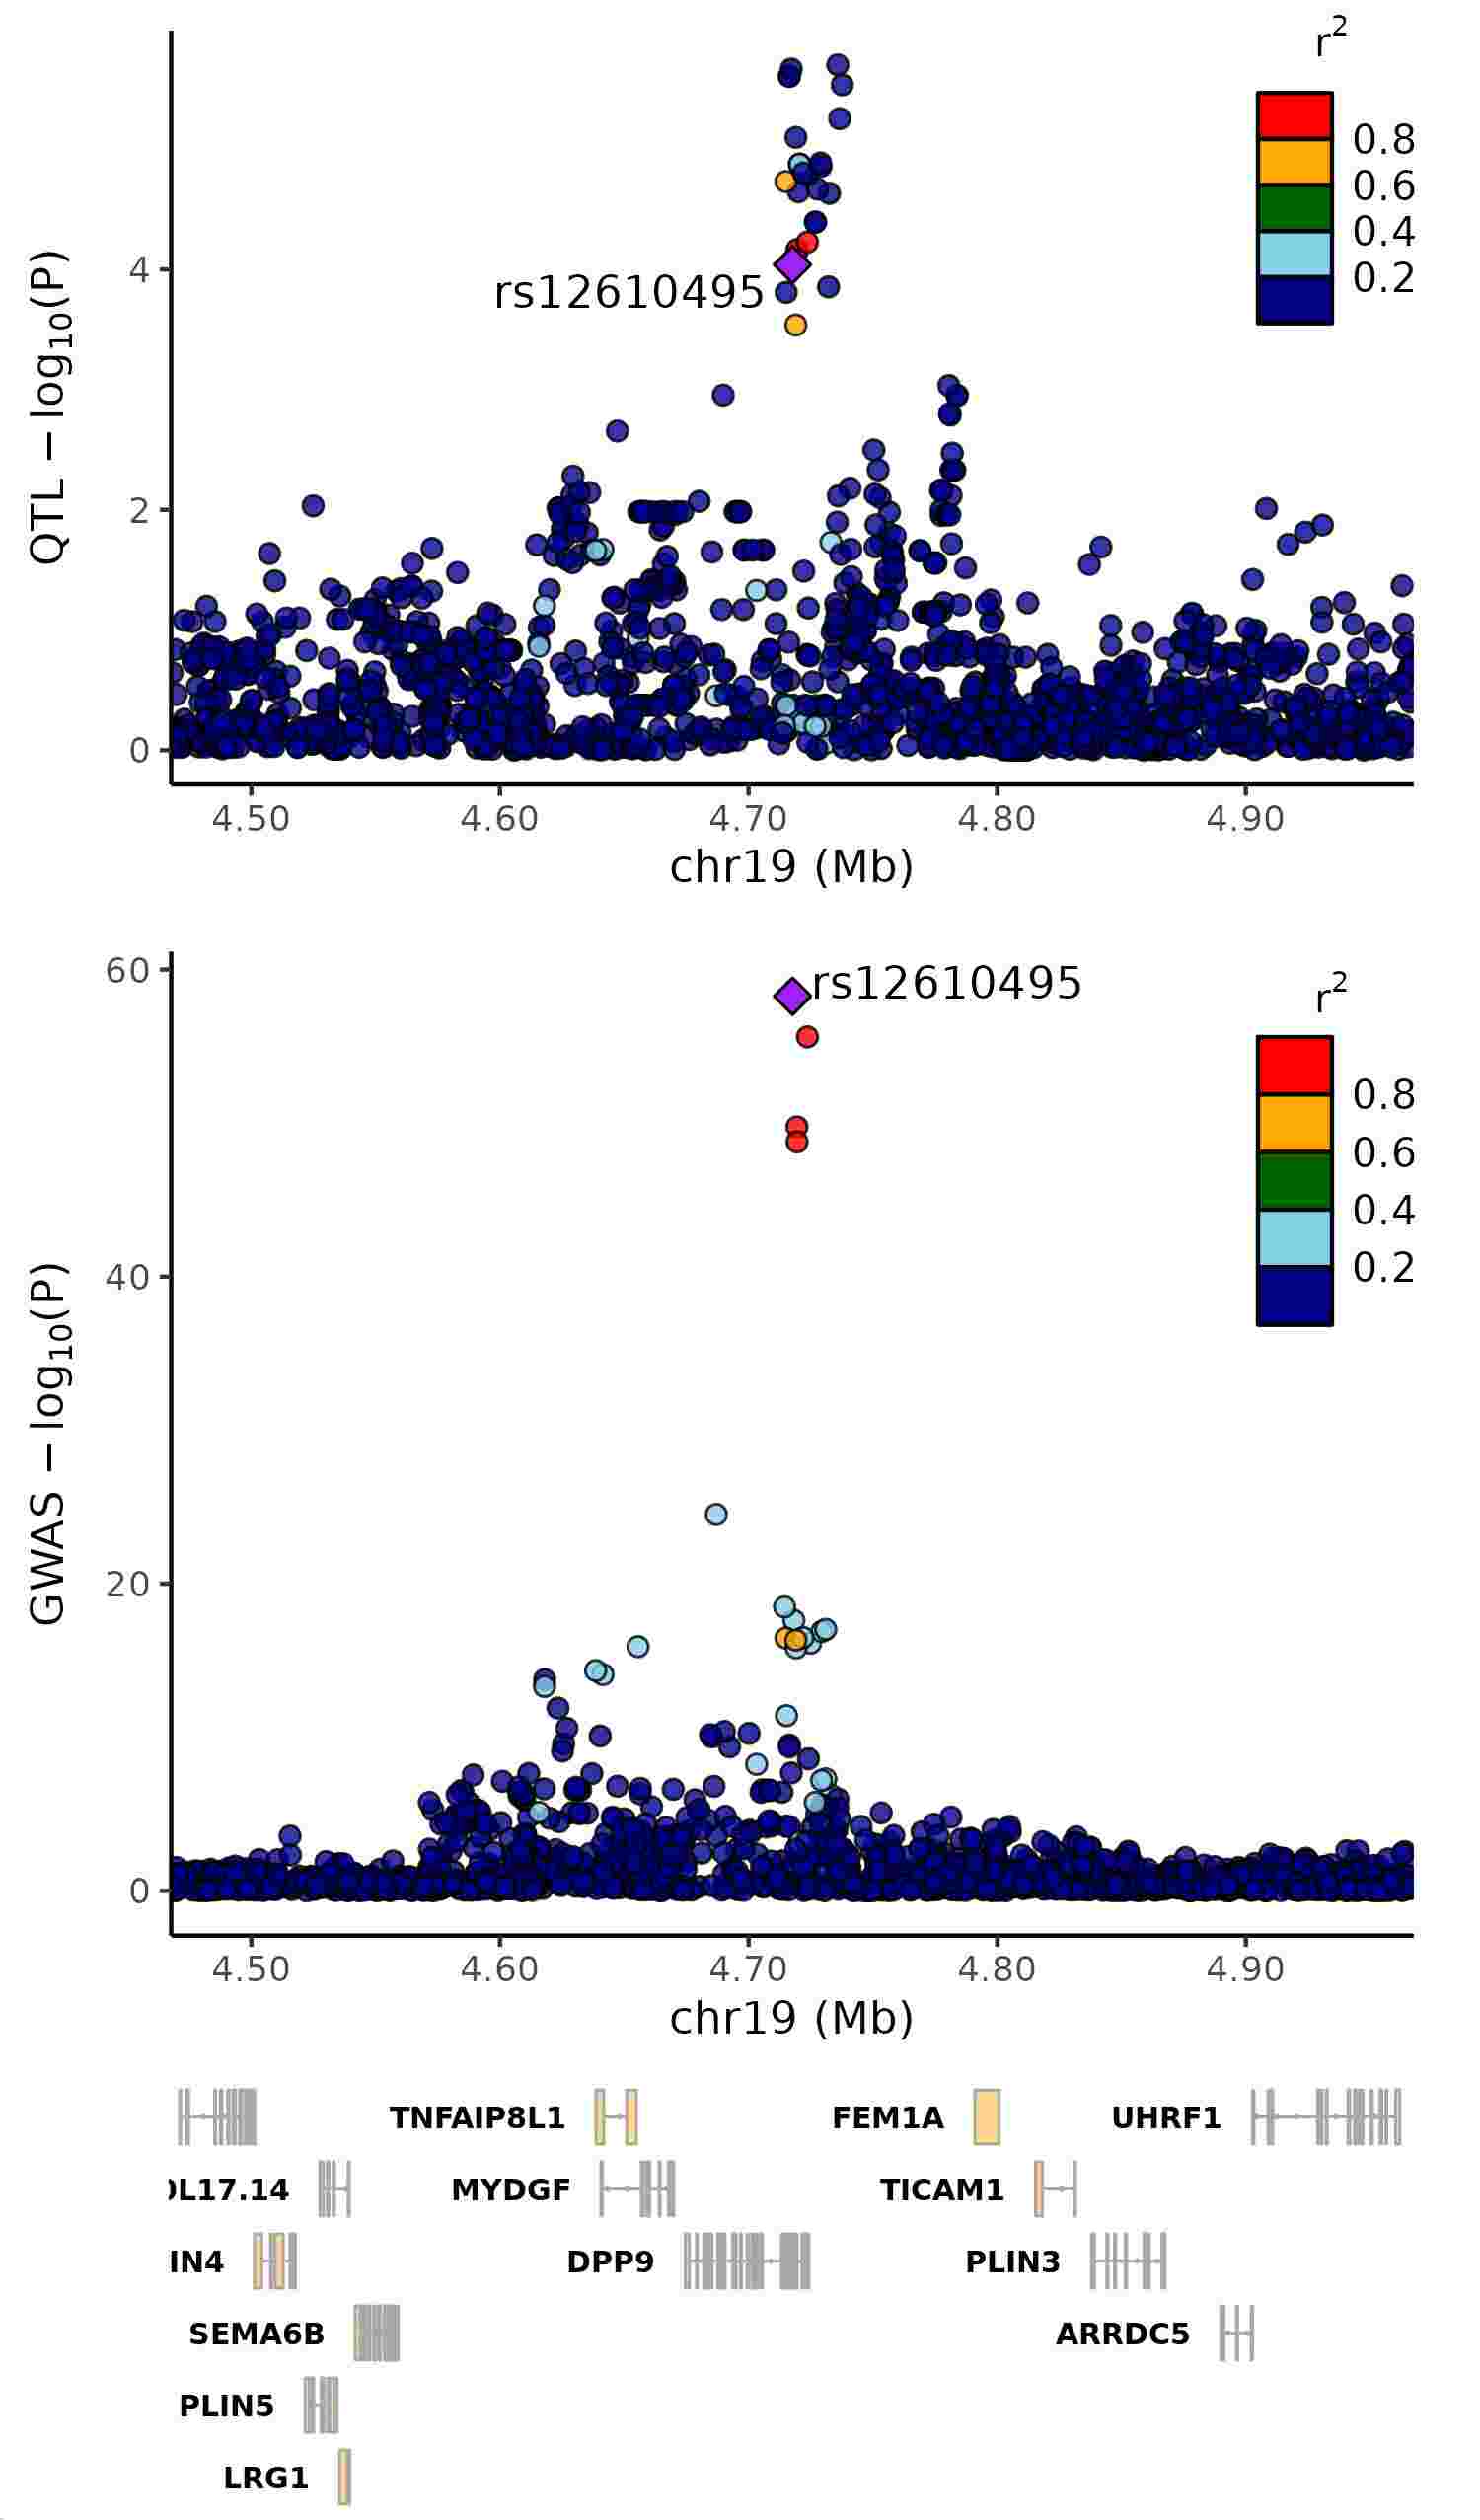 r²
0.8
0.6
0.4
0.2
QTL −log₁₀(P)
4
2
0
rs12610495
4.50 4.60 4.70 4.80 4.90
chr19 (Mb)
60
40
20
0
GWAS −log₁₀(P)
rs12610495
r²
0.8
0.6
0.4
0.2
4.50 4.60 4.70 4.80 4.90
chr19 (Mb)
TNFAIP8L1 FEM1A UHRF1
L17.14 MYDGF TICAM1
IN4 DPP9 PLIN3
SEMA6B ARRDC5
PLIN5
LRG1